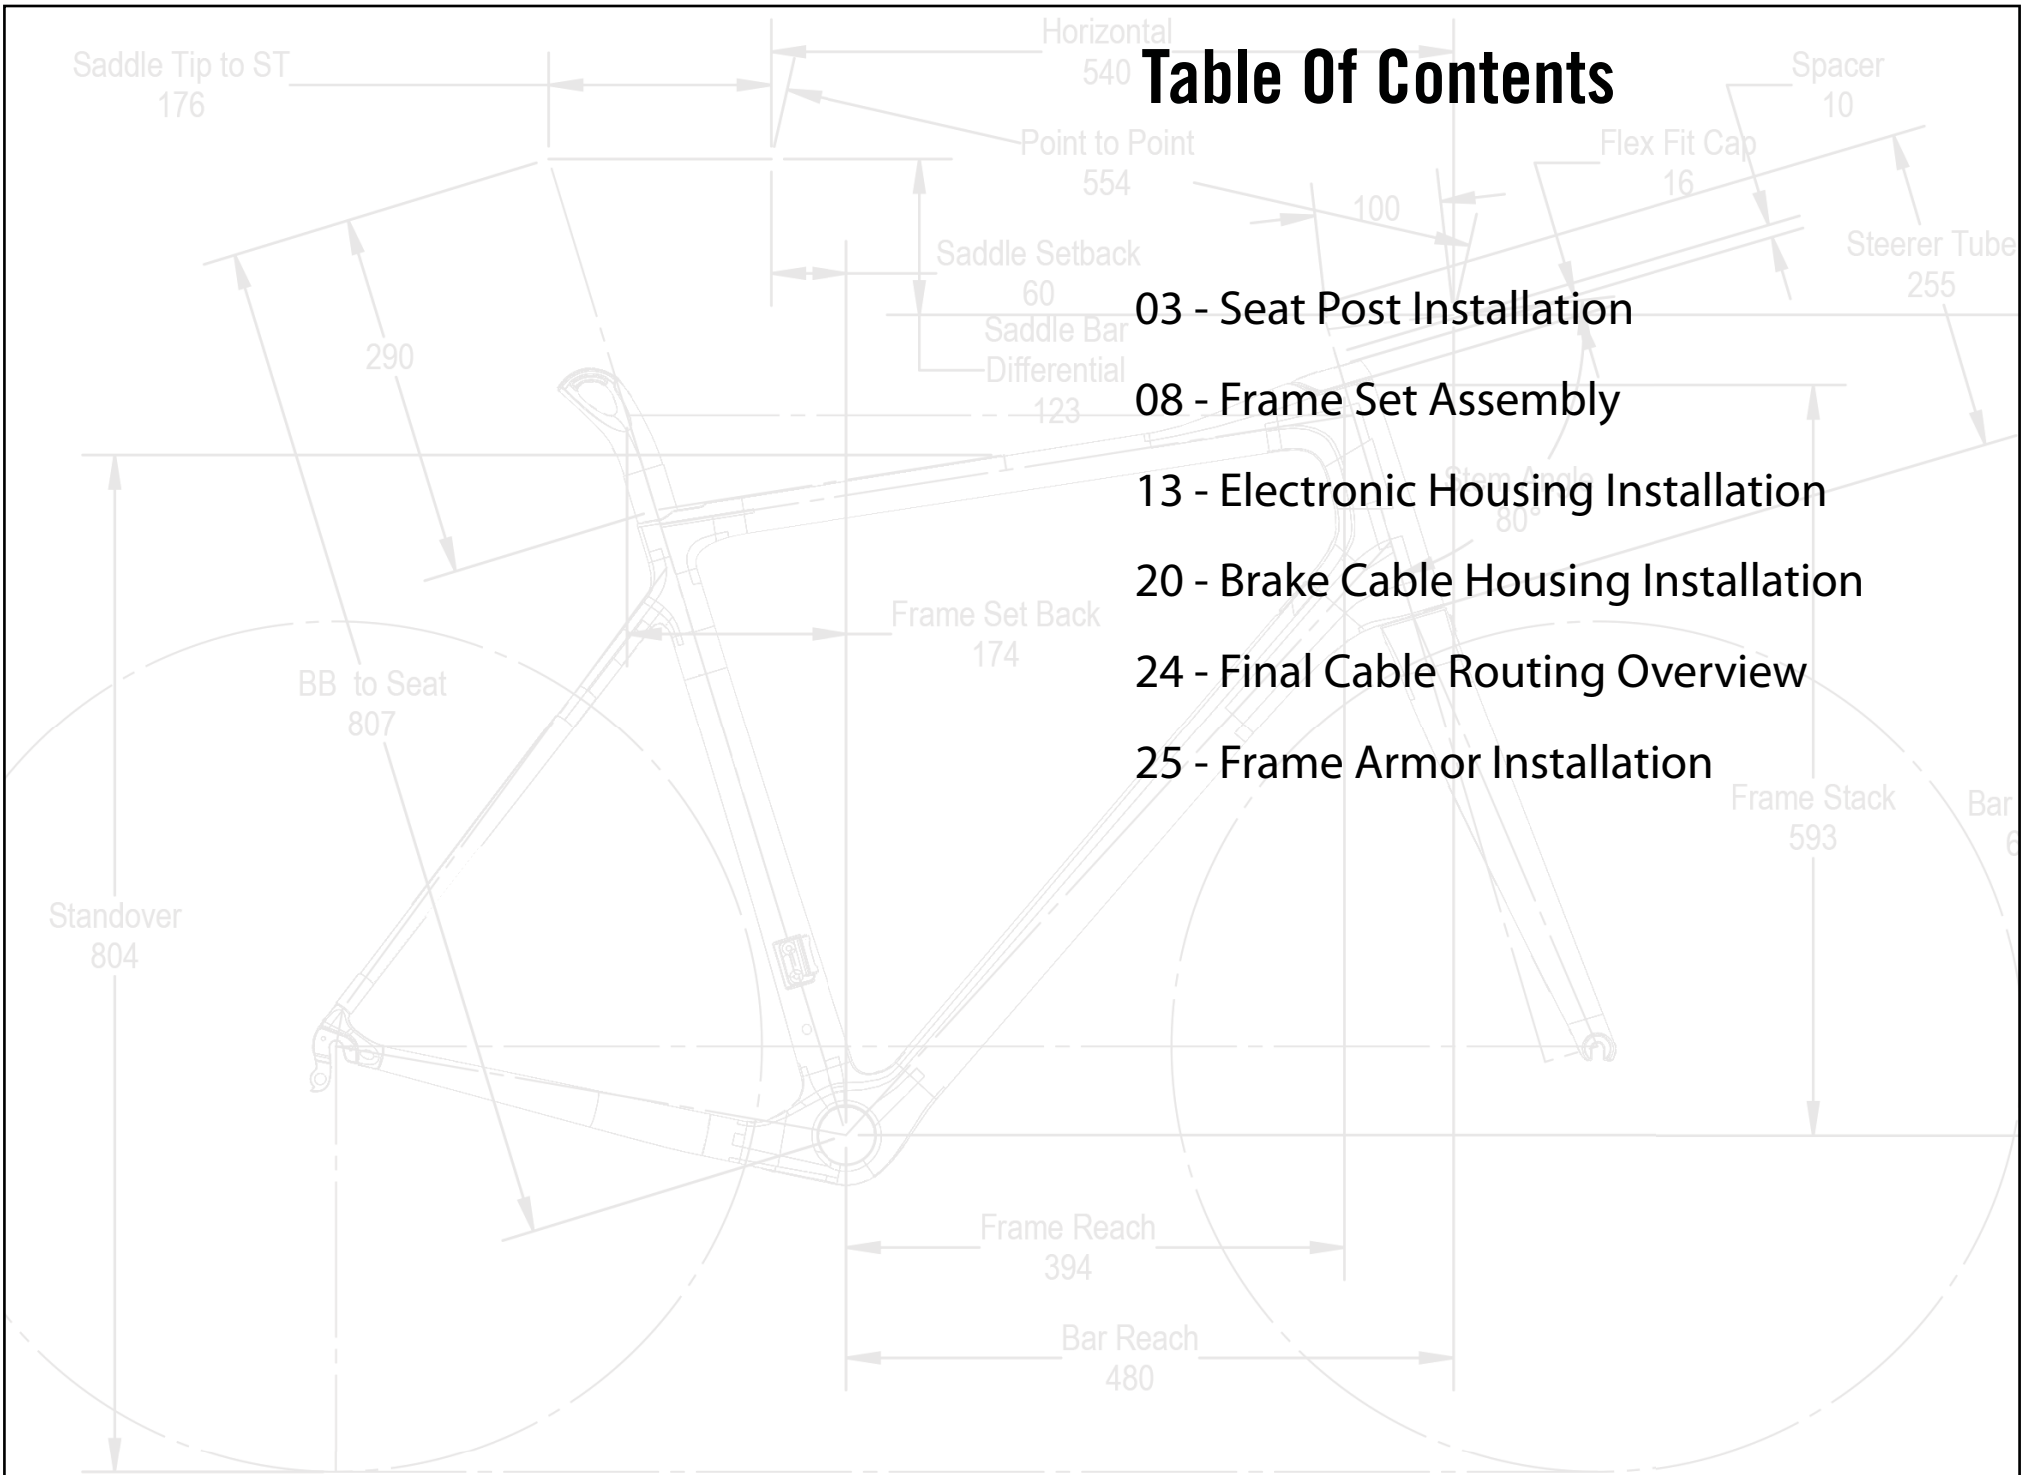 Table Of Contents
03 - Seat Post Installation
08 - Frame Set Assembly
13 - Electronic Housing Installation
20 - Brake Cable Housing Installation
24 - Final Cable Routing Overview
25 - Frame Armor Installation
Saddle Tip to ST
176
Horizontal
540
Spacer
10
Point to Point
554
Flex Fit Cap
16
100
Saddle Setback
60
Steerer Tube
255
Saddle Bar
Differential
123
290
Stem Angle
80°
Frame Set Back
174
BB to Seat
807
Frame Stack
593
Bar
6
Standover
804
Frame Reach
394
Bar Reach
480